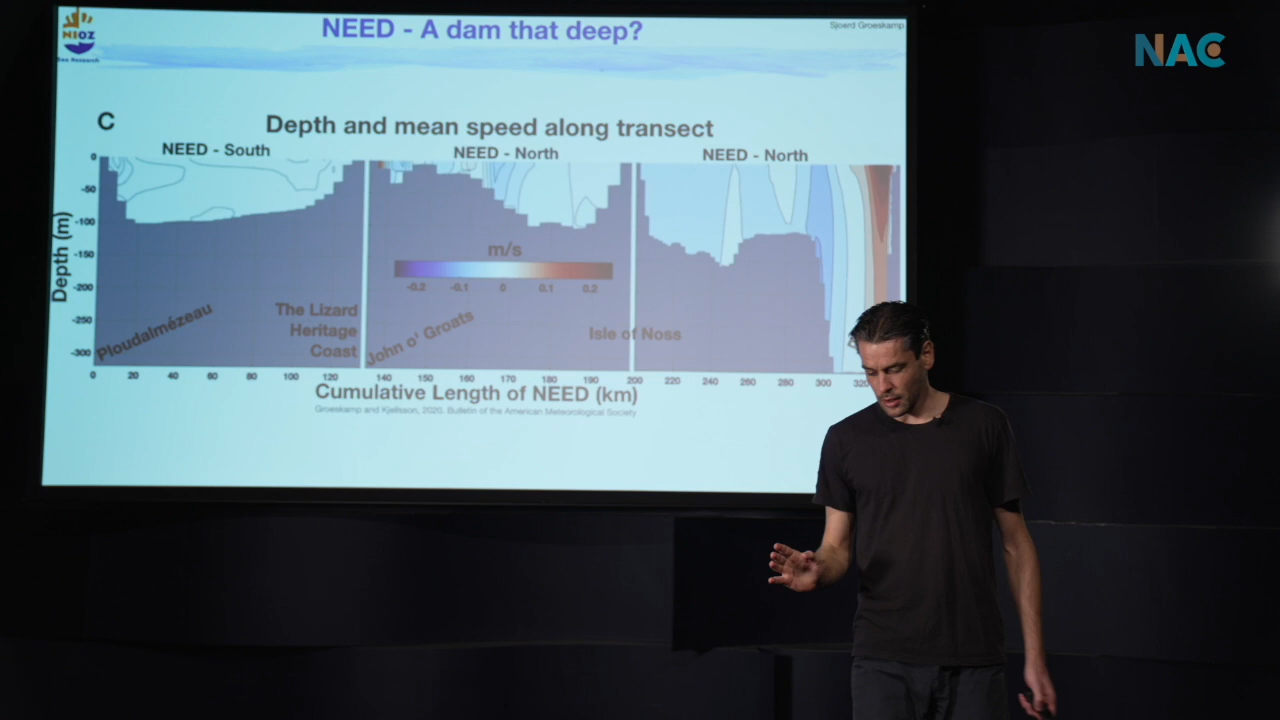 NIOZ
Sea Research
NEED - A dam that deep?
Sjoerd Groeskamp
NAC
C
Depth and mean speed along transect
NEED - South
NEED - North
NEED - North
Depth (m)
0
-50
-100
-150
-200
-250
-300
m/s
-0.2 -0.1 0 0.1 0.2
Ploudalmézeau
The Lizard
Heritage
Coast
John o' Groats
Isle of Noss
0 20 40 60 80 100 120 140 150 160 170 180 190 200 220 240 260 280 300 320
Cumulative Length of NEED (km)
Groeskamp and Kjellsson, 2020, Bulletin of the American Meteorological Society